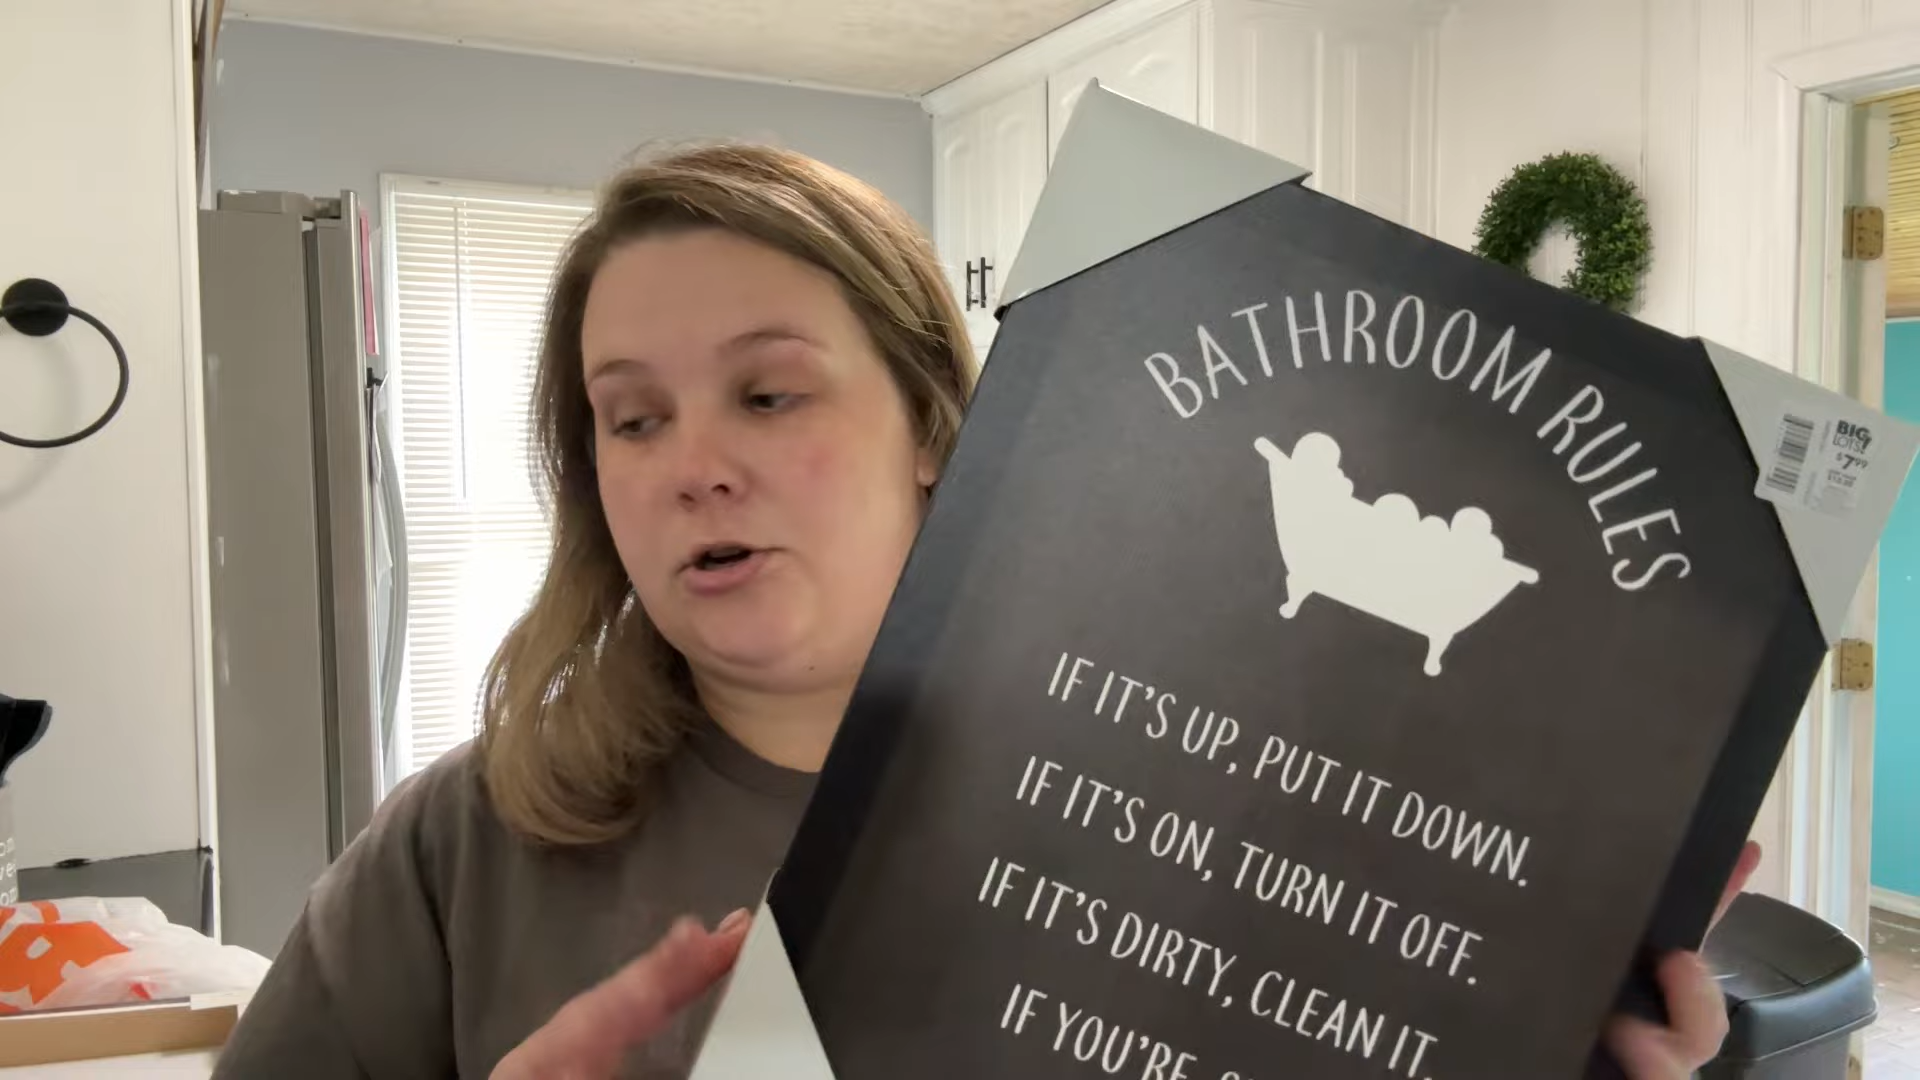 BATHROOM RULES
IF IT'S UP, PUT IT DOWN.
IF IT'S ON, TURN IT OFF.
IF IT'S DIRTY, CLEAN IT.
IF YOU'RE
BIG
LOTS!
$7.99